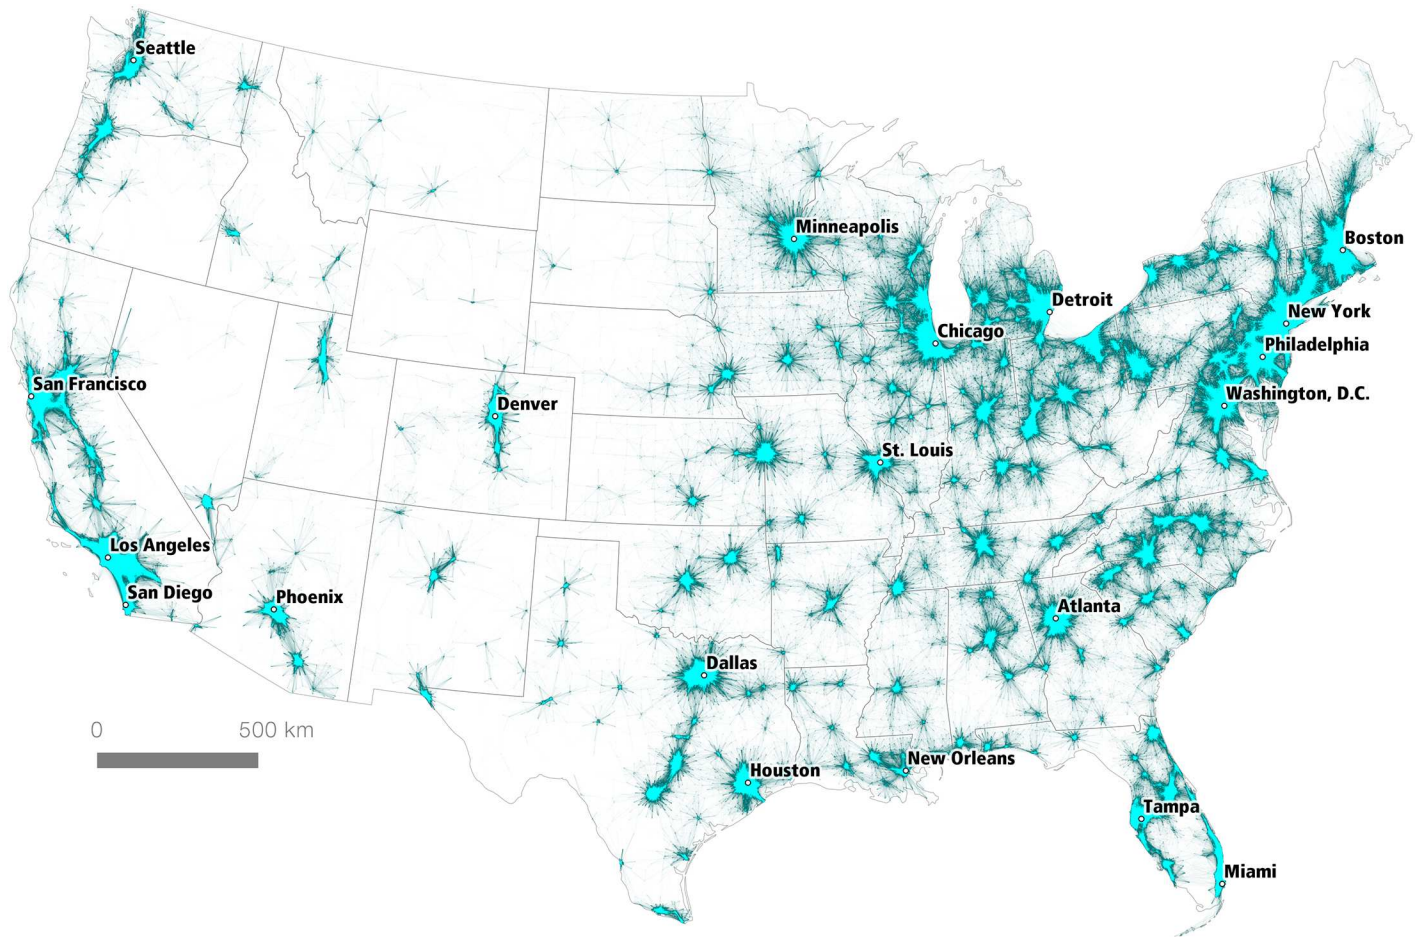 Seattle
Minneapolis
Boston
Detroit
New York
Chicago
Philadelphia
San Francisco
Washington, D.C.
Denver
St. Louis
Los Angeles
San Diego
Phoenix
Atlanta
Dallas
0 500 km
New Orleans
Houston
Tampa
Miami